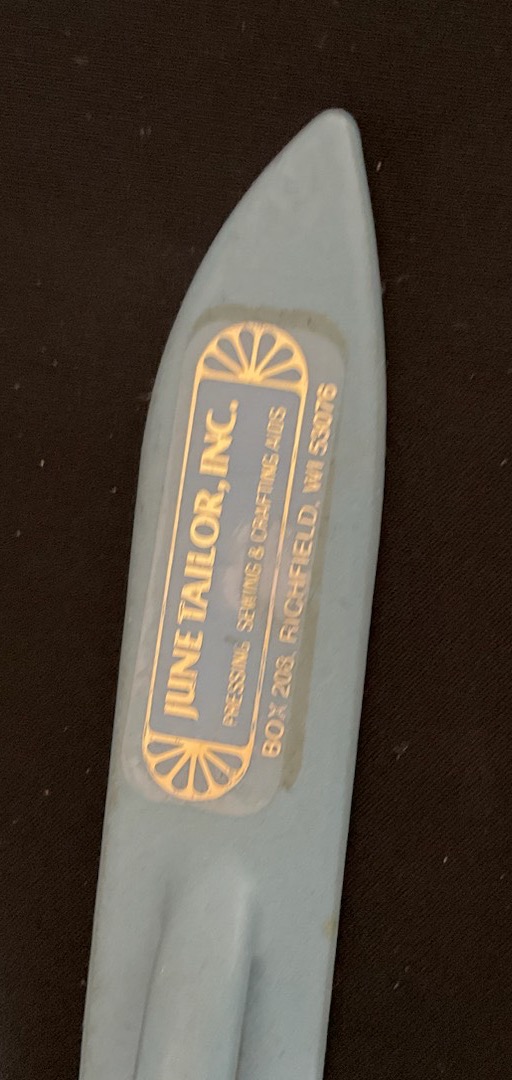 JUNE TAILOR, INC.
PRESSING SEWING & CRAFTING AIDS
BOX 208, RICHFIELD, WI 53076